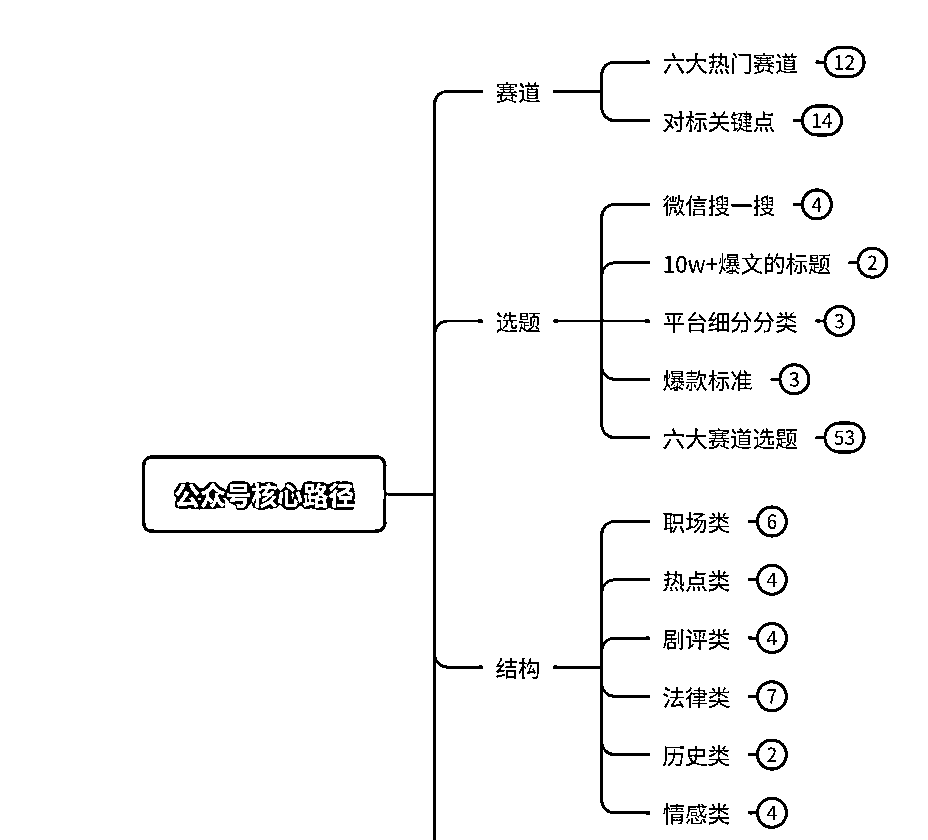 赛道
六大热门赛道 12
对标关键点 14
选题
微信搜一搜 4
10w+爆文的标题 2
平台细分分类 3
爆款标准 3
六大赛道选题 53
公众号核心路径
结构
职场类 6
热点类 4
剧评类 4
法律类 7
历史类 2
情感类 4